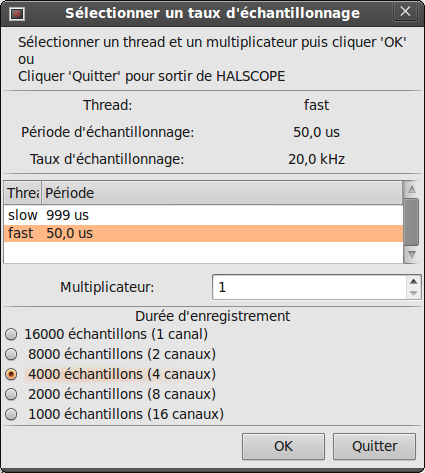 Sélectionner un taux d'échantillonnage
Sélectionner un thread et un multiplicateur puis cliquer 'OK'
ou
Cliquer 'Quitter' pour sortir de HALSCOPE
Thread: fast
Période d'échantillonnage: 50,0 us
Taux d'échantillonnage: 20,0 kHz
Threa Période
slow 999 us
fast 50,0 us
Multiplicateur: 1
Durée d'enregistrement
16000 échantillons (1 canal)
8000 échantillons (2 canaux)
4000 échantillons (4 canaux)
2000 échantillons (8 canaux)
1000 échantillons (16 canaux)
OK Quitter